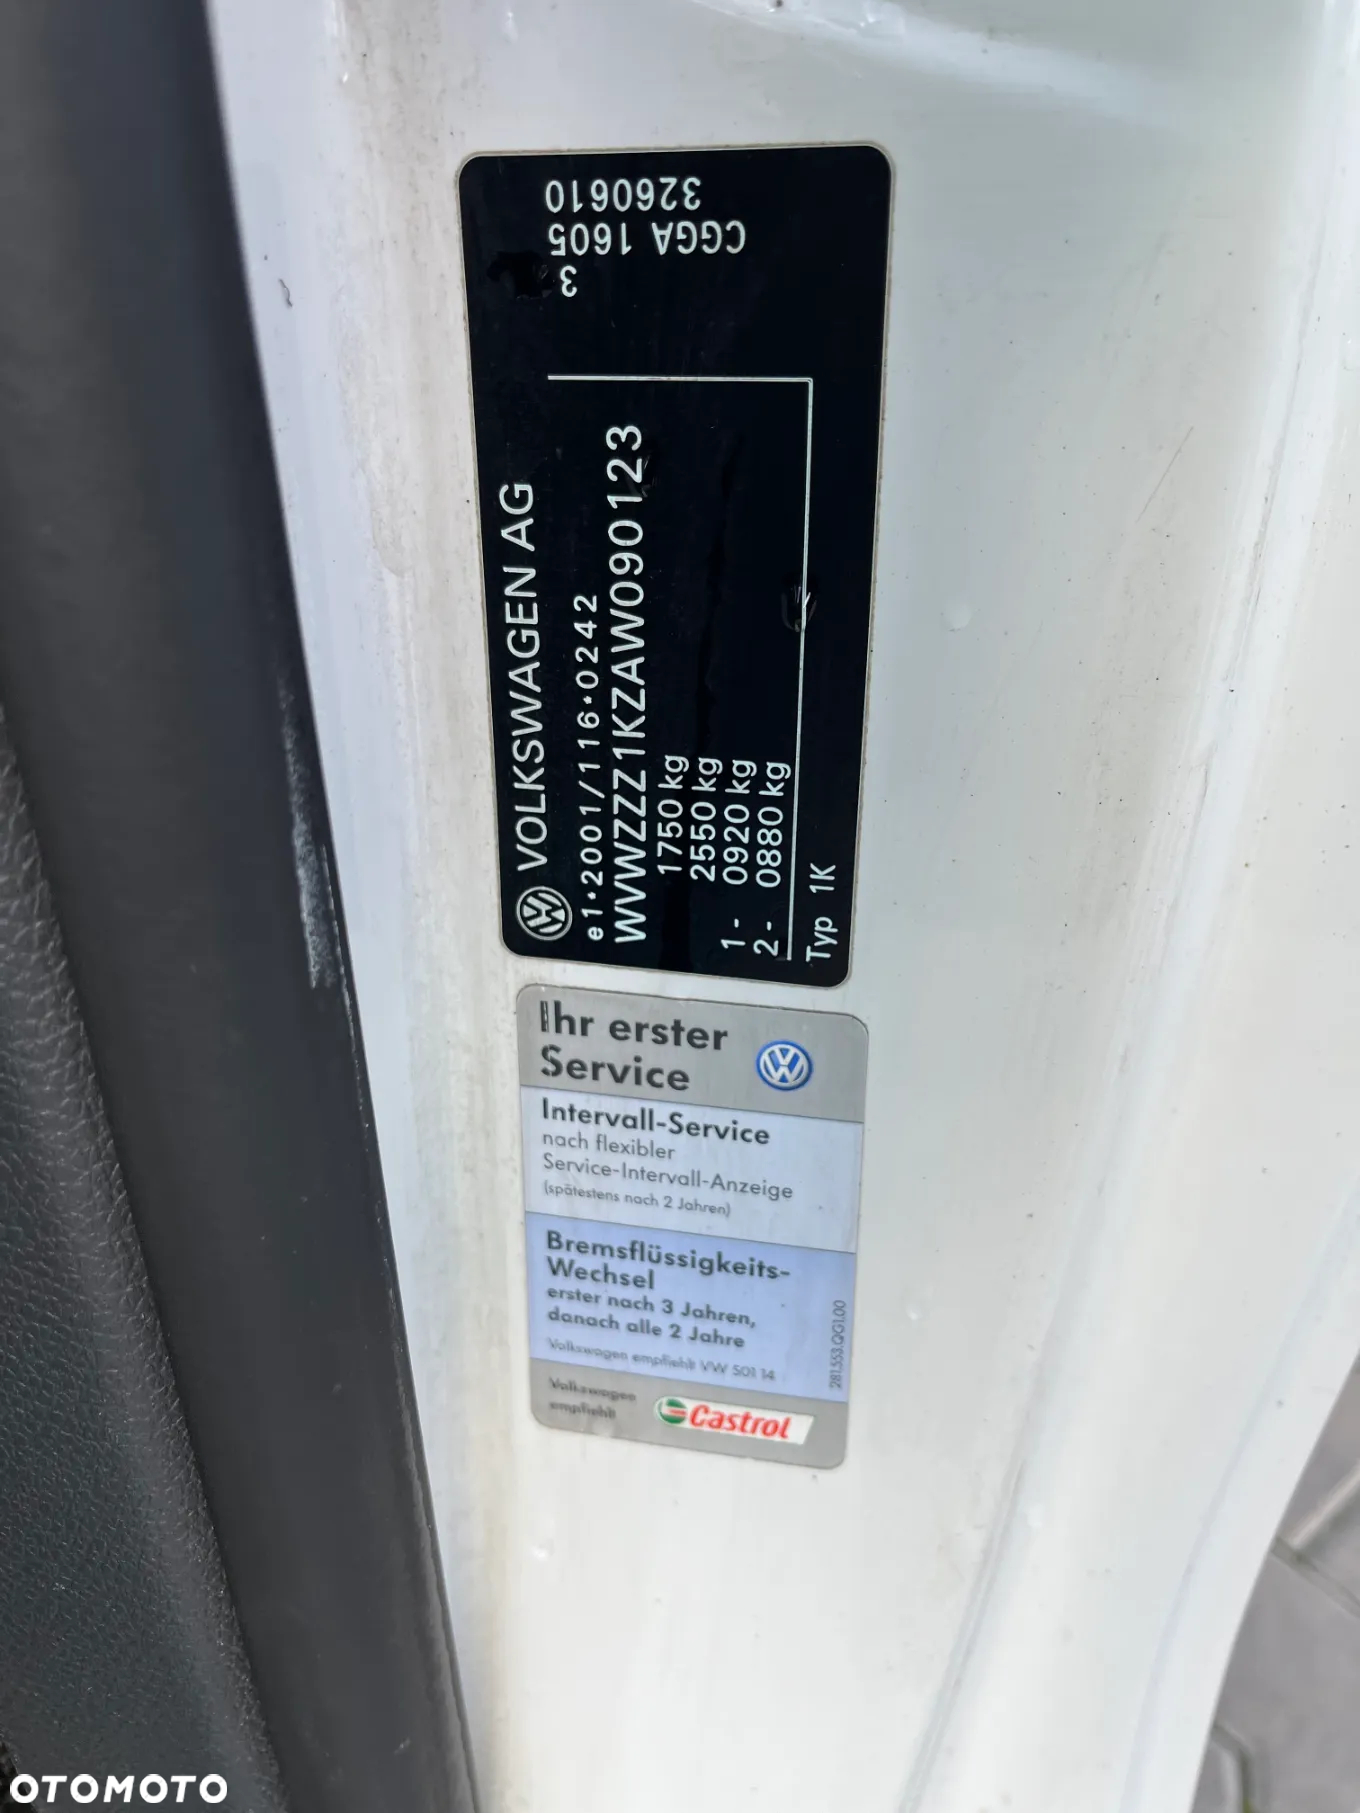 VOLKSWAGEN AG
e1*2001/116*0242
WVWZZZ1KZAW090123
1750 kg
2550 kg
1- 0920 kg
2- 0880 kg
Typ 1K
3
CGGA 1605
3260610
Ihr erster
Service
Intervall-Service
nach flexibler
Service-Intervall-Anzeige
(spätestens nach 2 Jahren)
Bremsflüssigkeits-
Wechsel
erster nach 3 Jahren,
danach alle 2 Jahre
Volkswagen empfiehlt VW 501 14
281.553.QG1.00
Volkswagen
empfiehlt
Castrol
OTOMOTO